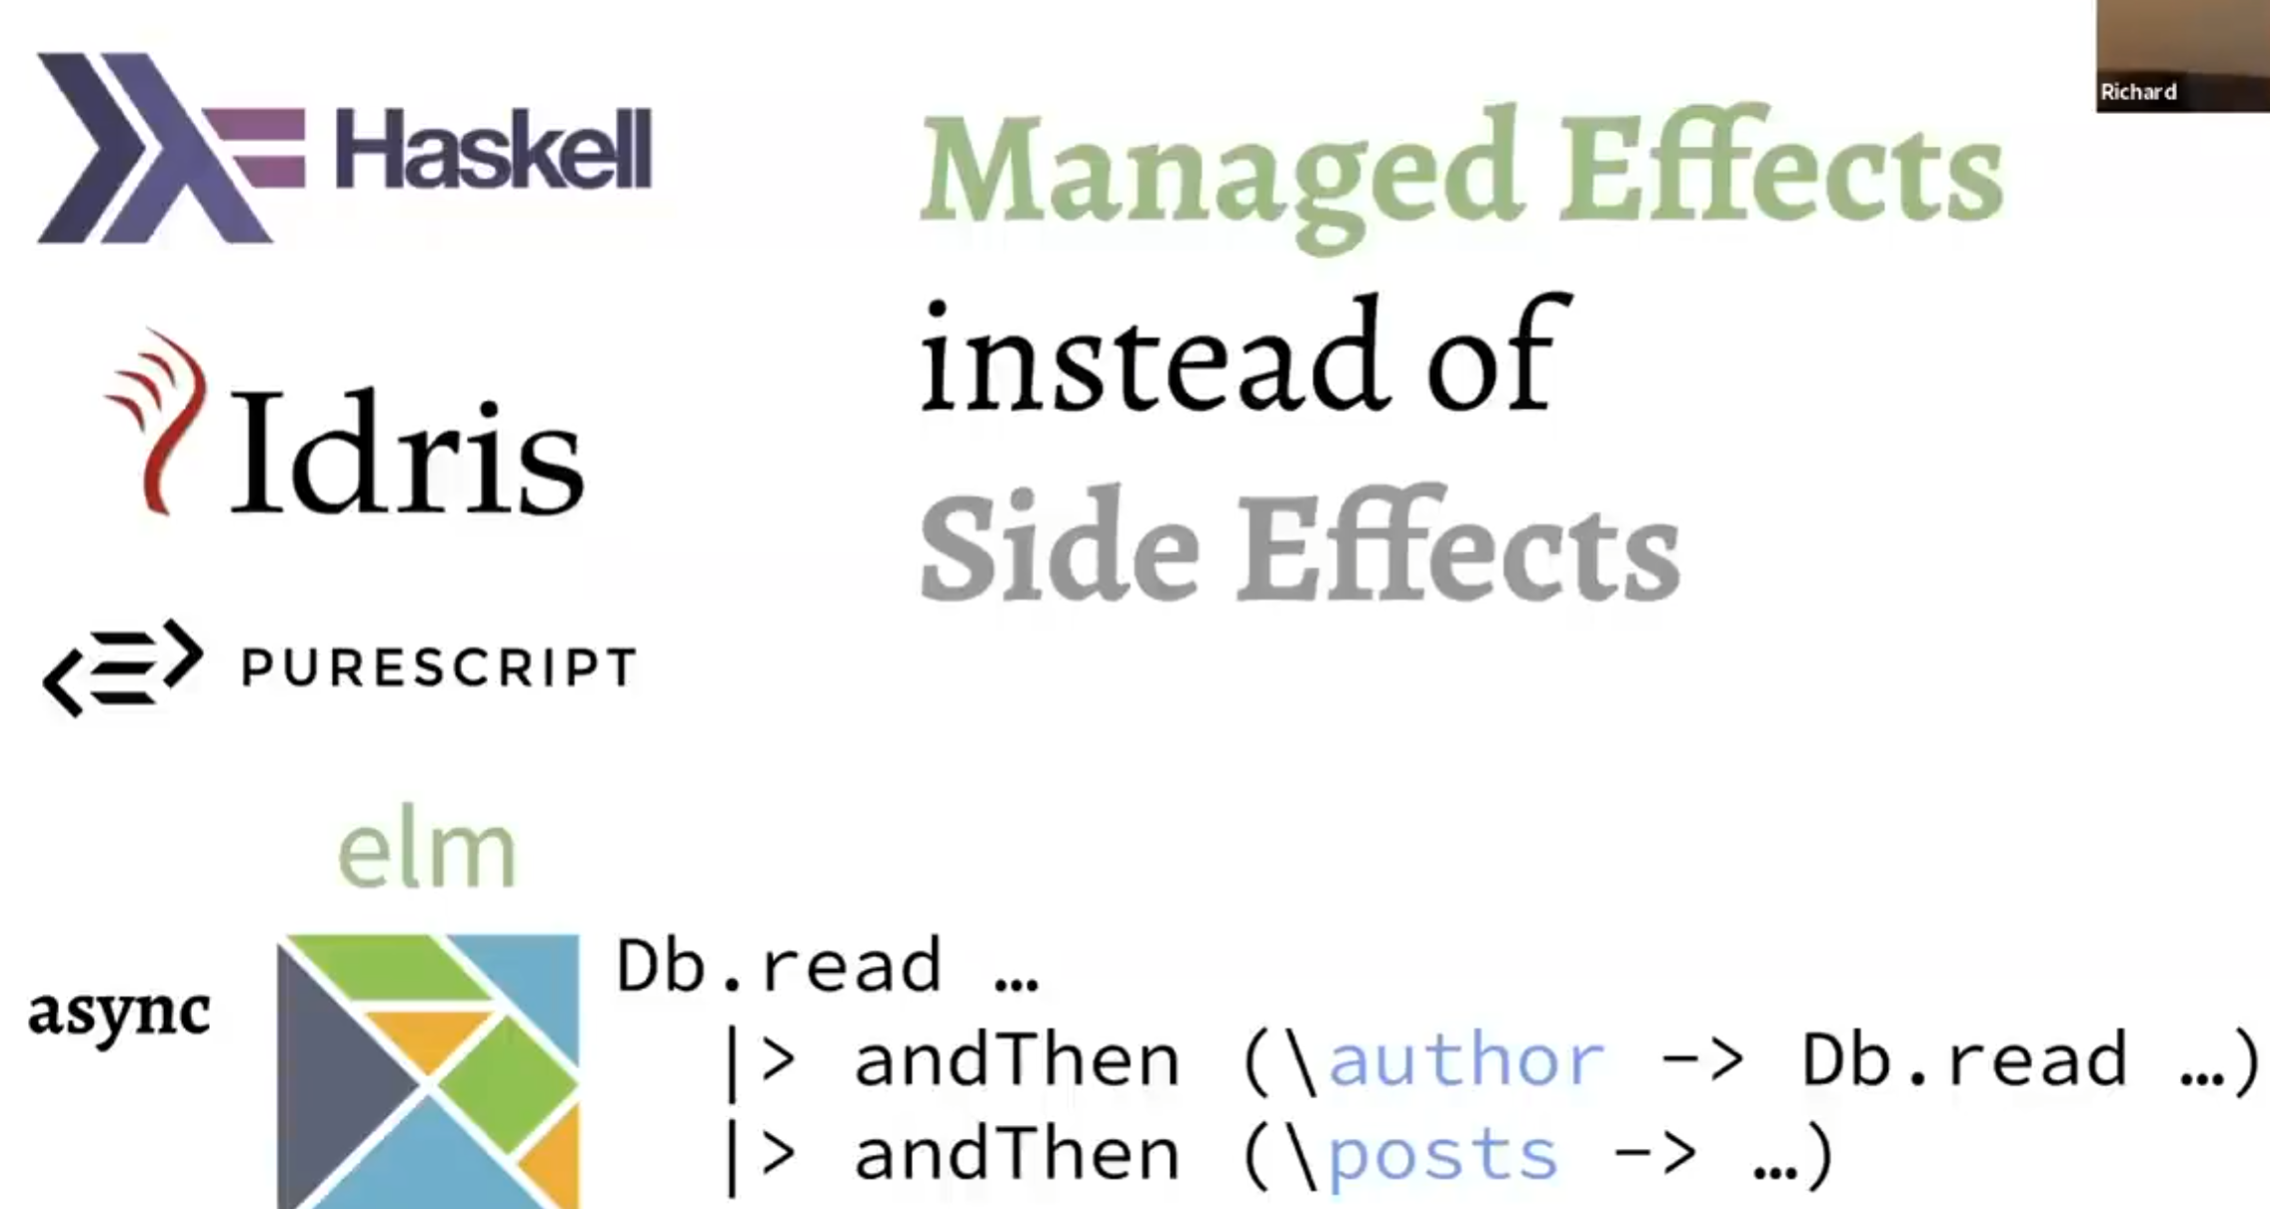 Richard
Haskell
Managed Effects
instead of
Side Effects
Idris
PURESCRIPT
elm
async
Db.read …
|> andThen (\author -> Db.read …)
|> andThen (\posts -> …)